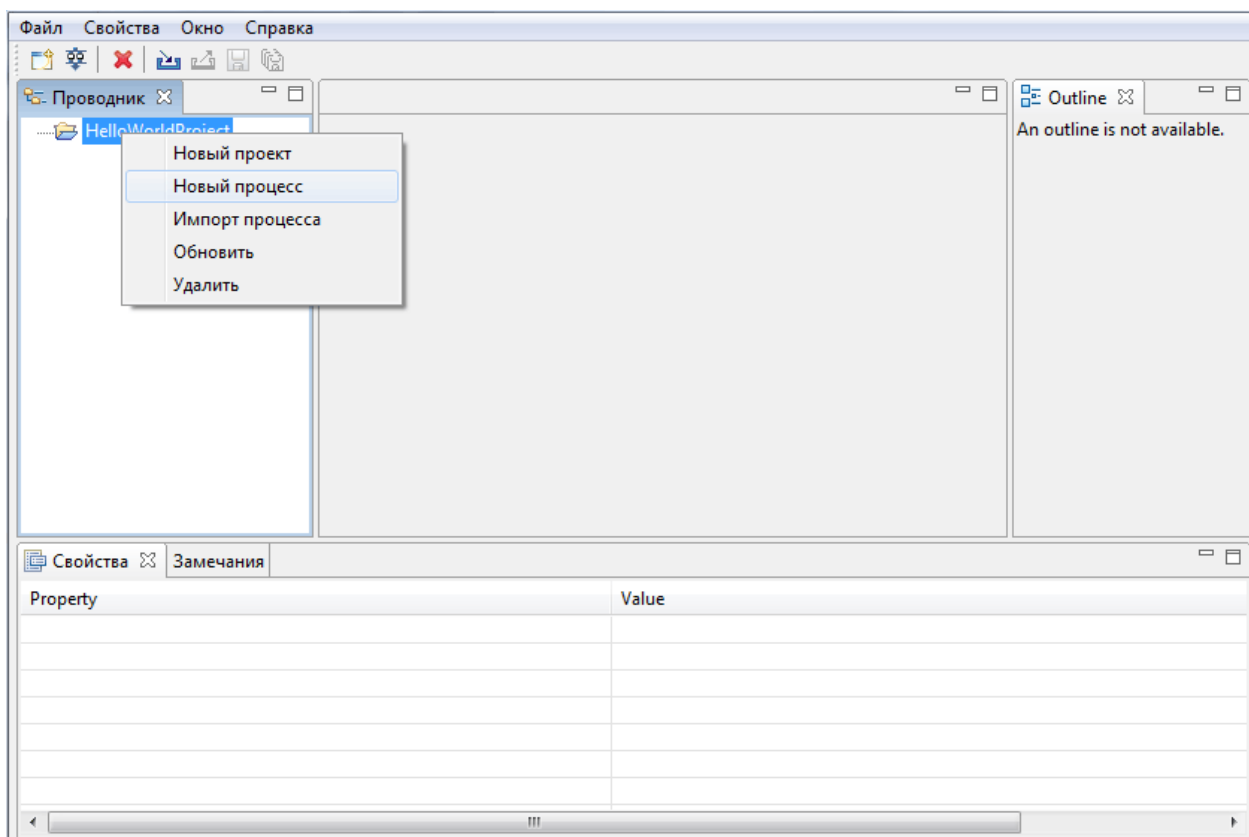 Файл Свойства Окно Справка
Проводник
Outline
HelloWorldProject
An outline is not available.
Новый проект
Новый процесс
Импорт процесса
Обновить
Удалить
Свойства Замечания
Property Value